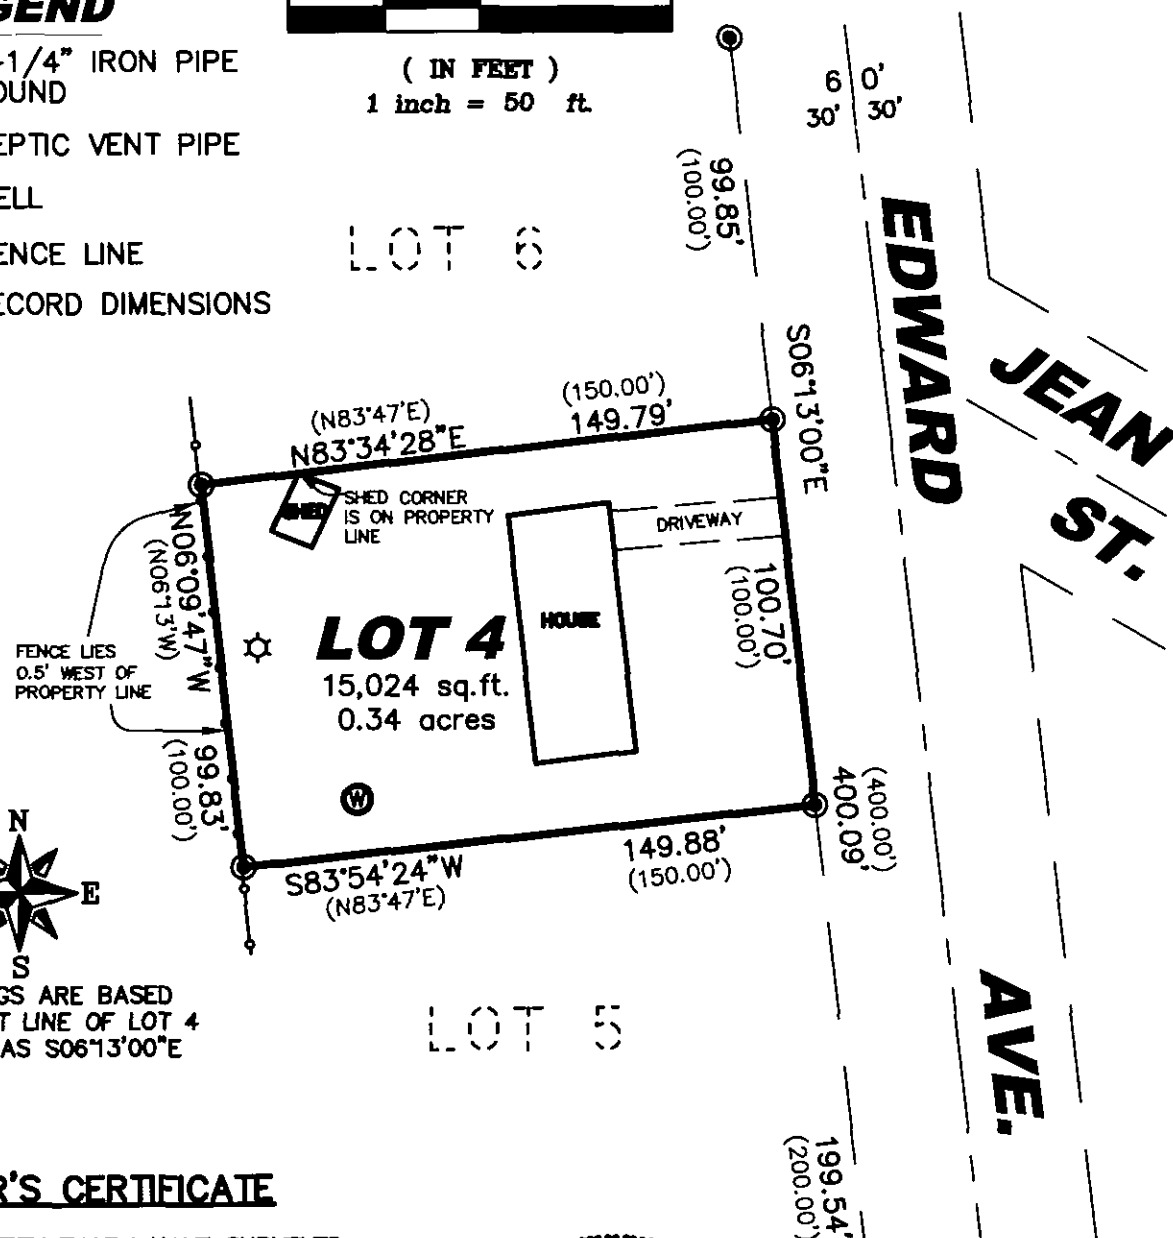 GEND
-1/4" IRON PIPE
OUND
EPTIC VENT PIPE
ELL
ENCE LINE
ECORD DIMENSIONS
( IN FEET )
1 inch = 50 ft.
6 0'
30' 30'
99.85'
(100.00')
LOT 6
EDWARD
JEAN
ST.
S06°13'00"E
(150.00')
149.79'
(N83°47'E)
N83°34'28"E
SHED
SHED CORNER
IS ON PROPERTY
LINE
DRIVEWAY
N06°09'47"W
(N06°13'W)
HOUSE
100.70'
(100.00')
FENCE LIES
0.5' WEST OF
PROPERTY LINE
LOT 4
15,024 sq.ft.
0.34 acres
99.83'
(100.00')
W
(400.00')
400.09'
149.88'
(150.00')
S83°54'24"W
(N83°47'E)
N
E
S
GS ARE BASED
T LINE OF LOT 4
AS S06°13'00"E
LOT 5
AVE.
199.54'
(200.00')
R'S CERTIFICATE